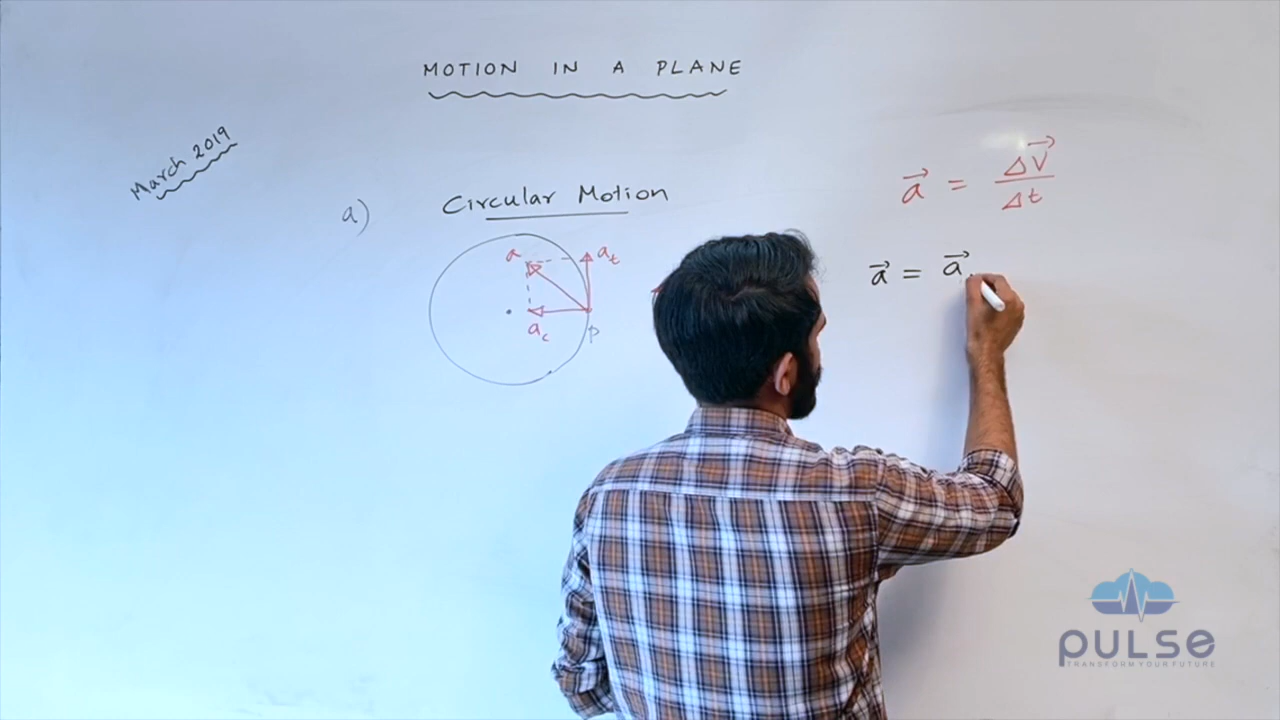 MOTION IN A PLANE
March 2019
a) Circular Motion
a⃗ = ΔV⃗ / Δt
a a_t
a⃗ = a⃗
a_c P
PULSE
TRANSFORM YOUR FUTURE